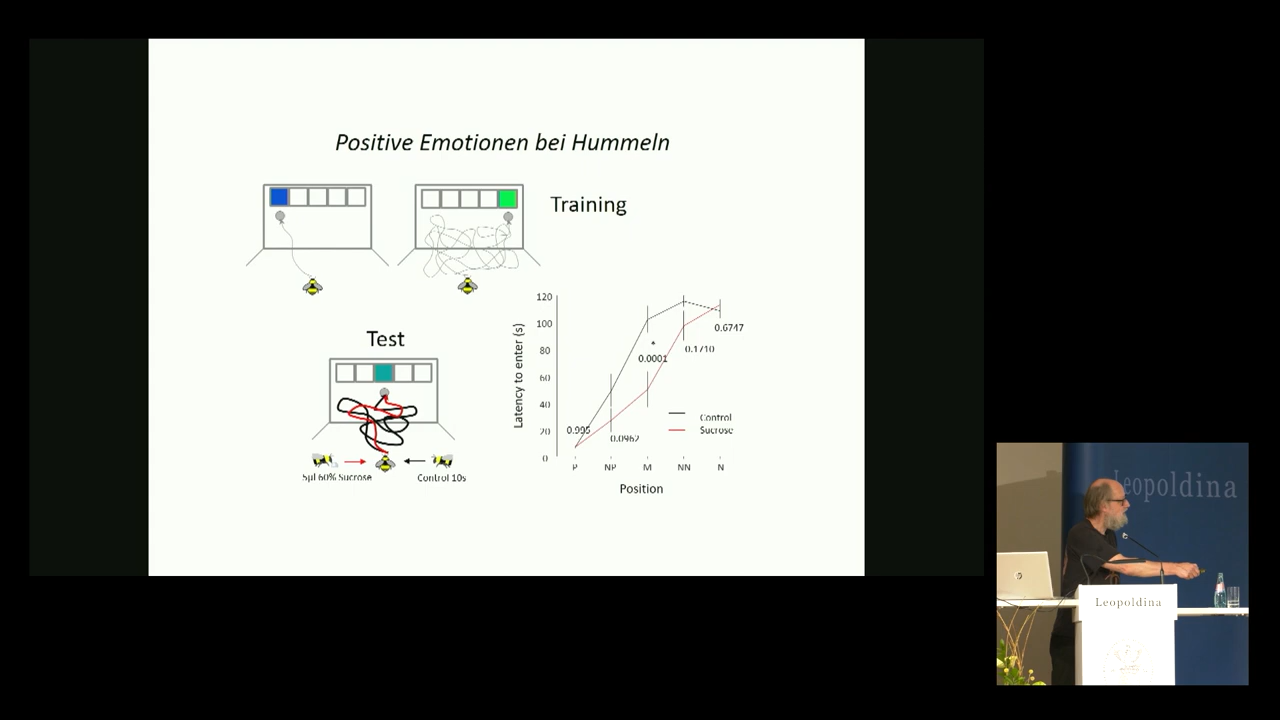 Positive Emotionen bei Hummeln
Training
Test
5µl 60% Sucrose
Control 10s
Latency to enter (s)
120
100
80
60
40
20
0
0.995
0.0962
0.0001
*
0.1710
0.6747
Control
Sucrose
P NP M NN N
Position
Leopoldina
Leopoldina